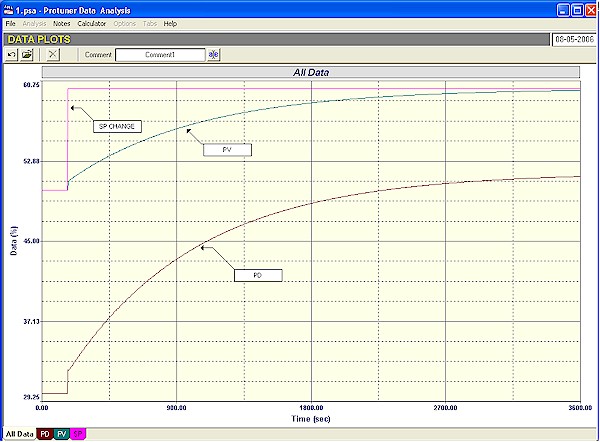 1.psa - Protuner Data Analysis
File Analysis Notes Calculator Options Tabs Help
DATA PLOTS
08-05-2006
Comment Comment1
All Data
60.75
SP CHANGE
PV
52.88
Data (%)
45.00
PD
37.13
29.25
0.00 900.00 1800.00 2700.00 3600.00
Time (sec)
All Data PD PV SP